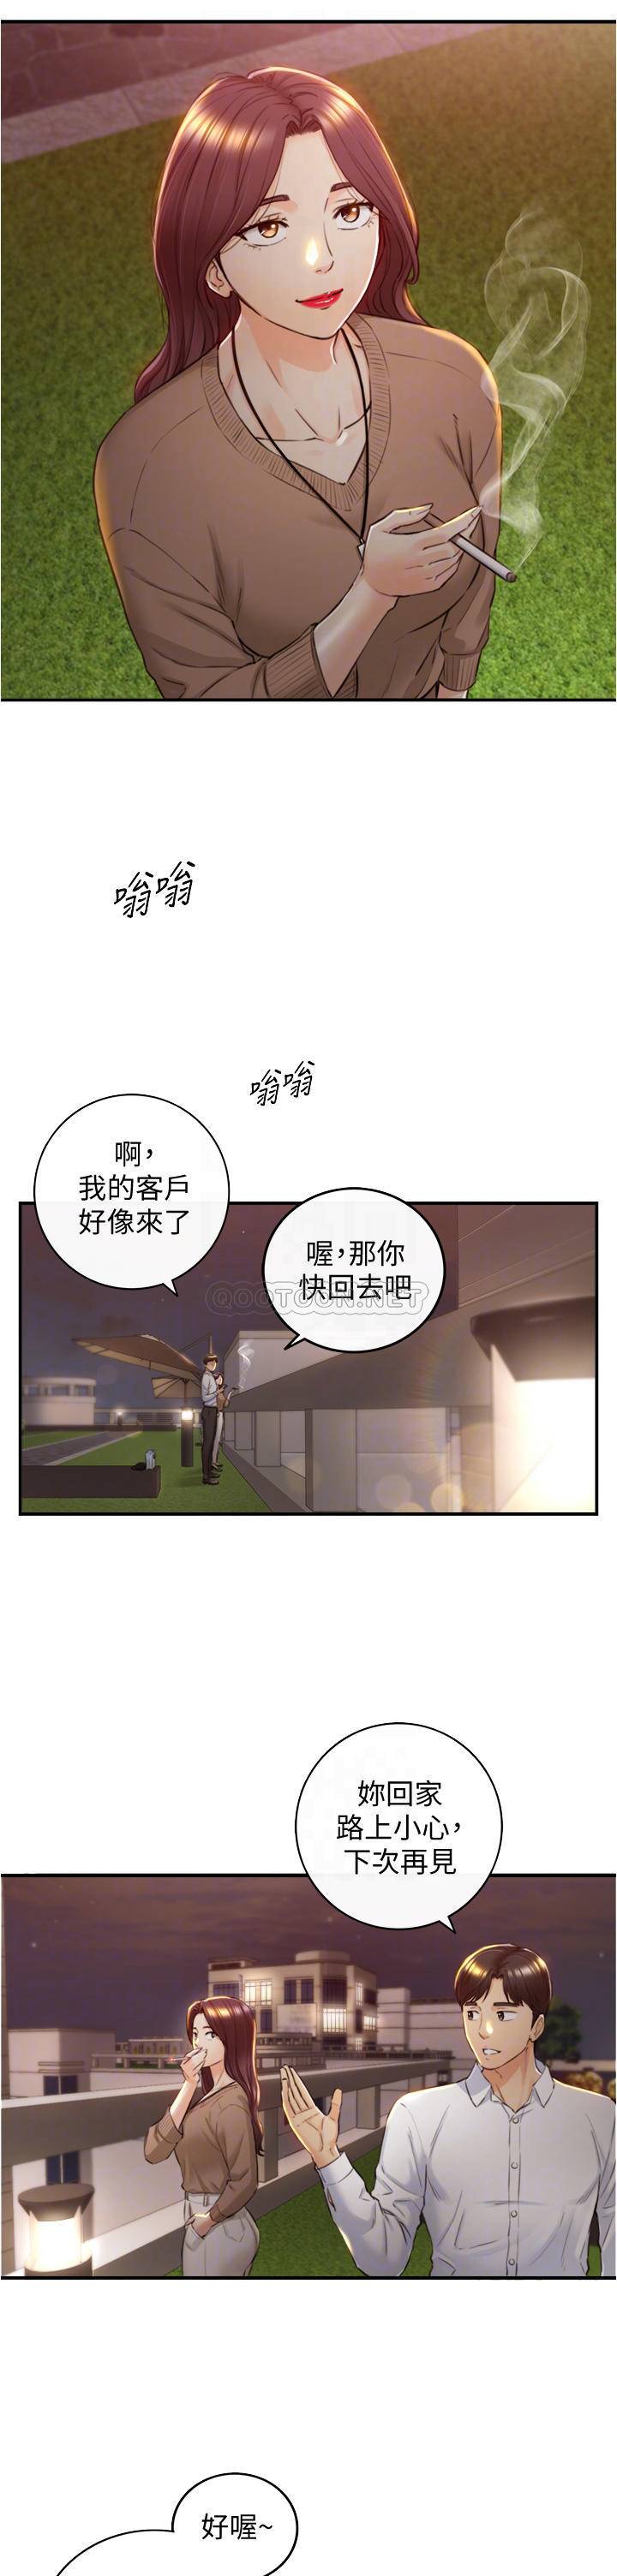 嗡嗡
嗡嗡
啊,
我的客戶
好像來了
喔,那你
快回去吧
QOOTOON.NET
妳回家
路上小心,
下次再見
好喔~